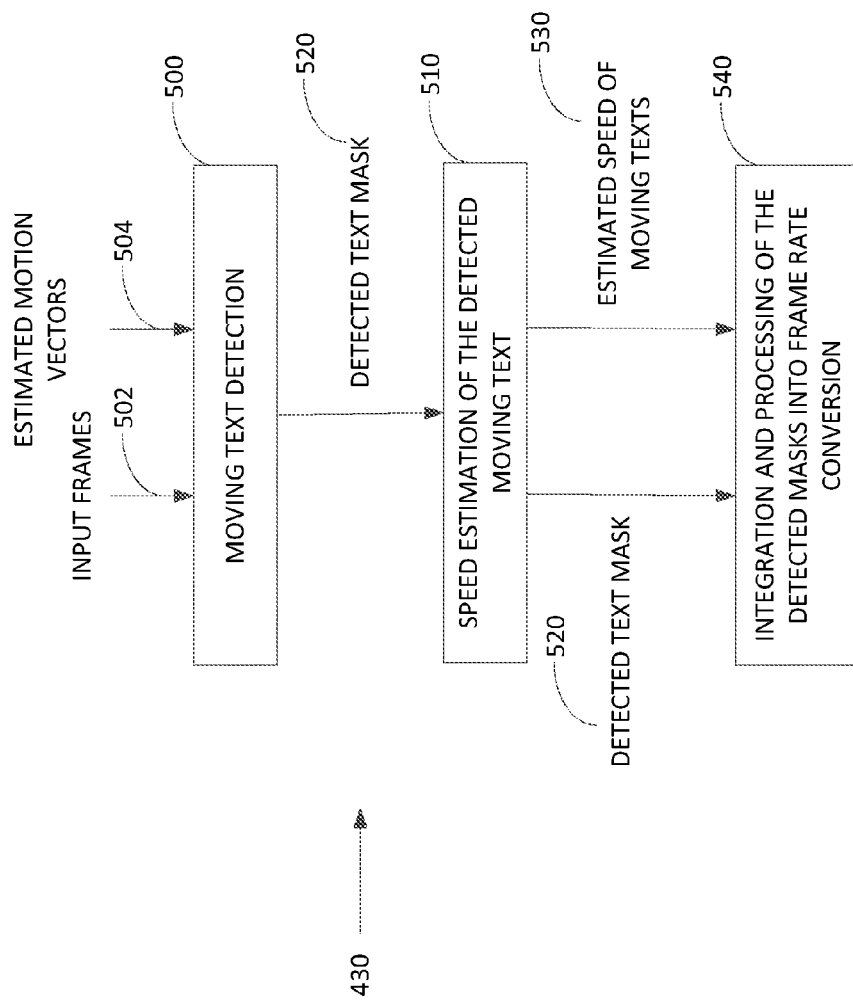 430
INPUT FRAMES
502
ESTIMATED MOTION
VECTORS
504
500
MOVING TEXT DETECTION
520
DETECTED TEXT MASK
510
SPEED ESTIMATION OF THE DETECTED
MOVING TEXT
520
DETECTED TEXT MASK
530
ESTIMATED SPEED OF
MOVING TEXTS
540
INTEGRATION AND PROCESSING OF THE
DETECTED MASKS INTO FRAME RATE
CONVERSION